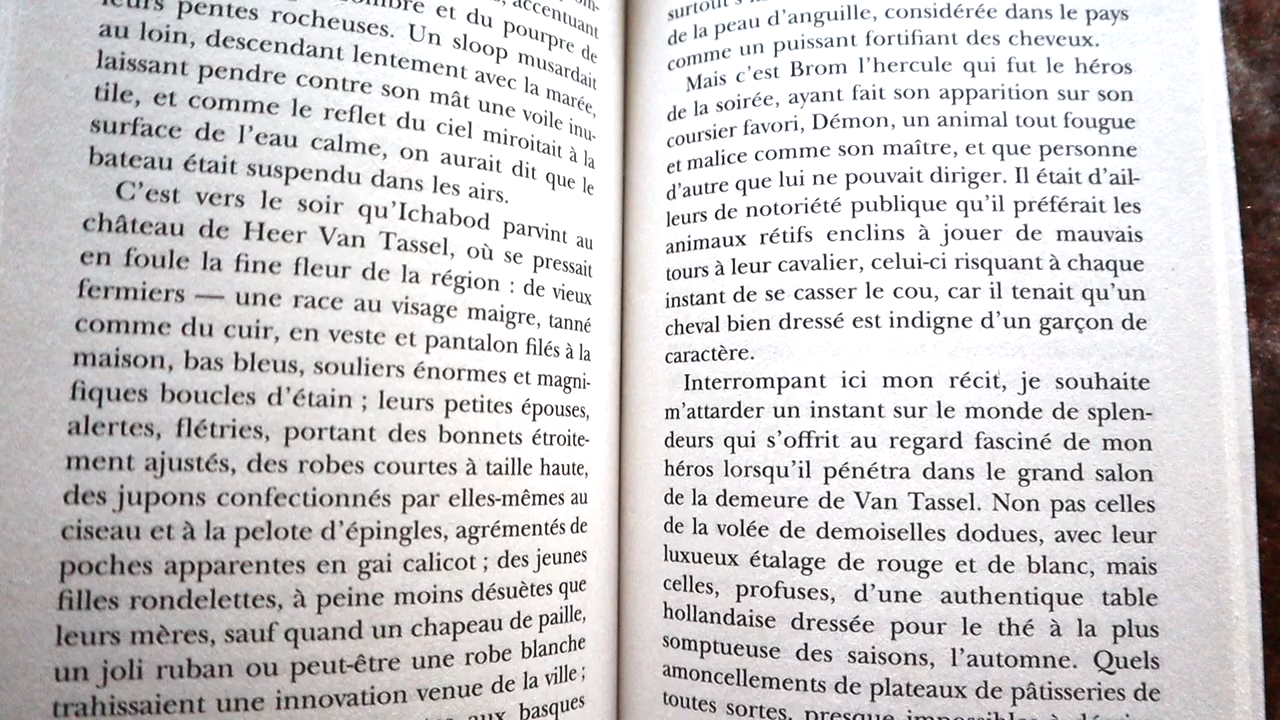 et du pourpre de
leurs pentes rocheuses. Un sloop musardait
au loin, descendant lentement avec la marée,
laissant pendre contre son mât une voile inu-
tile, et comme le reflet du ciel miroitait à la
surface de l'eau calme, on aurait dit que le
bateau était suspendu dans les airs.
C'est vers le soir qu'Ichabod parvint au
château de Heer Van Tassel, où se pressait
en foule la fine fleur de la région : de vieux
fermiers — une race au visage maigre, tanné
comme du cuir, en veste et pantalon filés à la
maison, bas bleus, souliers énormes et magni-
fiques boucles d'étain ; leurs petites épouses,
alertes, flétries, portant des bonnets étroite-
ment ajustés, des robes courtes à taille haute,
des jupons confectionnés par elles-mêmes au
ciseau et à la pelote d'épingles, agrémentés de
poches apparentes en gai calicot ; des jeunes
filles rondelettes, à peine moins désuètes que
leurs mères, sauf quand un chapeau de paille,
un joli ruban ou peut-être une robe blanche
trahissaient une innovation venue de la ville ;
aux basques
surtout
de la peau d'anguille, considérée dans le pays
comme un puissant fortifiant des cheveux.
Mais c'est Brom l'hercule qui fut le héros
de la soirée, ayant fait son apparition sur son
coursier favori, Démon, un animal tout fougue
et malice comme son maître, et que personne
d'autre que lui ne pouvait diriger. Il était d'ail-
leurs de notoriété publique qu'il préférait les
animaux rétifs enclins à jouer de mauvais
tours à leur cavalier, celui-ci risquant à chaque
instant de se casser le cou, car il tenait qu'un
cheval bien dressé est indigne d'un garçon de
caractère.
Interrompant ici mon récit, je souhaite
m'attarder un instant sur le monde de splen-
deurs qui s'offrit au regard fasciné de mon
héros lorsqu'il pénétra dans le grand salon
de la demeure de Van Tassel. Non pas celles
de la volée de demoiselles dodues, avec leur
luxueux étalage de rouge et de blanc, mais
celles, profuses, d'une authentique table
hollandaise dressée pour le thé à la plus
somptueuse des saisons, l'automne. Quels
amoncellements de plateaux de pâtisseries de
toutes sortes, presque